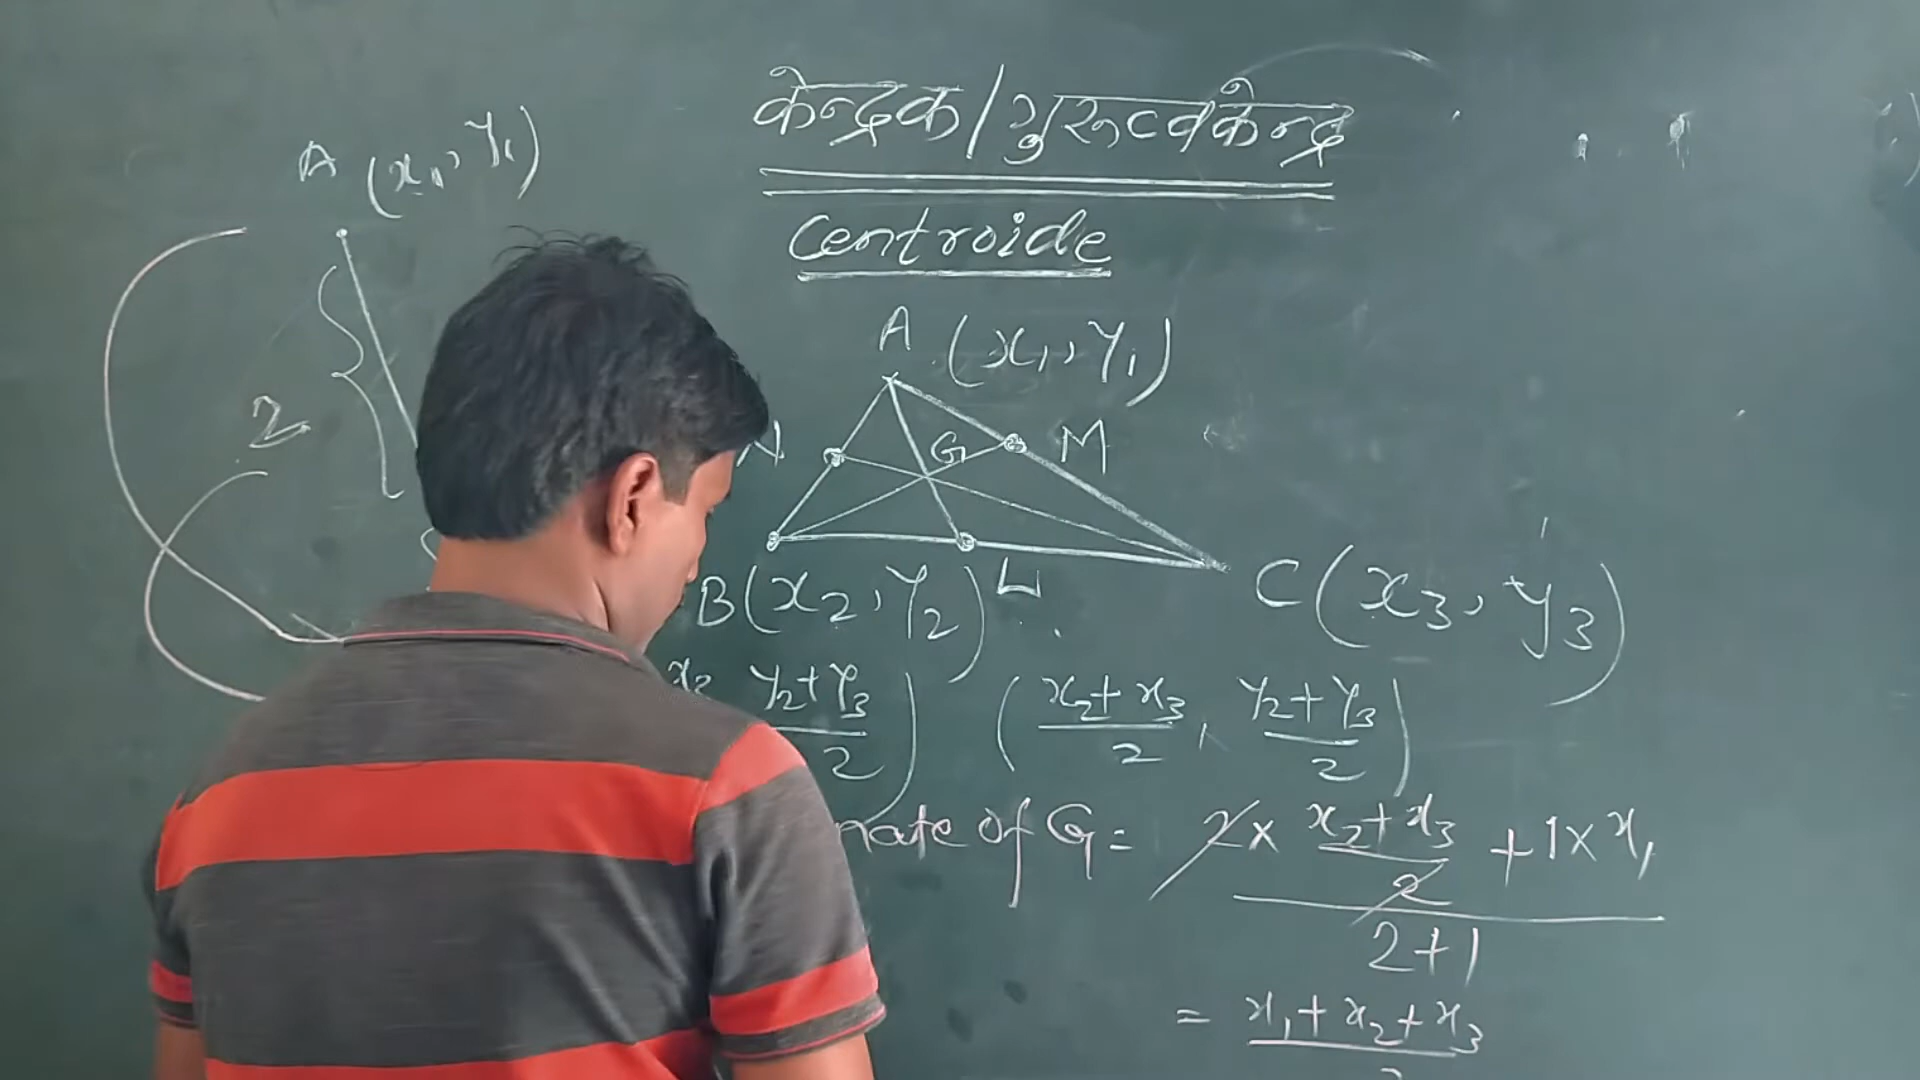 केन्द्रक/गुरूत्वकेन्द्र
Centroide
A (x₁, y₁)
2
A (x₁, y₁)
N G M
B(x₂, y₂) L C(x₃, y₃)
x₃ y₂+y₃/2) (x₂+x₃/2, y₂+y₃/2)
nate of G = 2× x₂+x₃/2 +1×x₁
2+1
= x₁+x₂+x₃